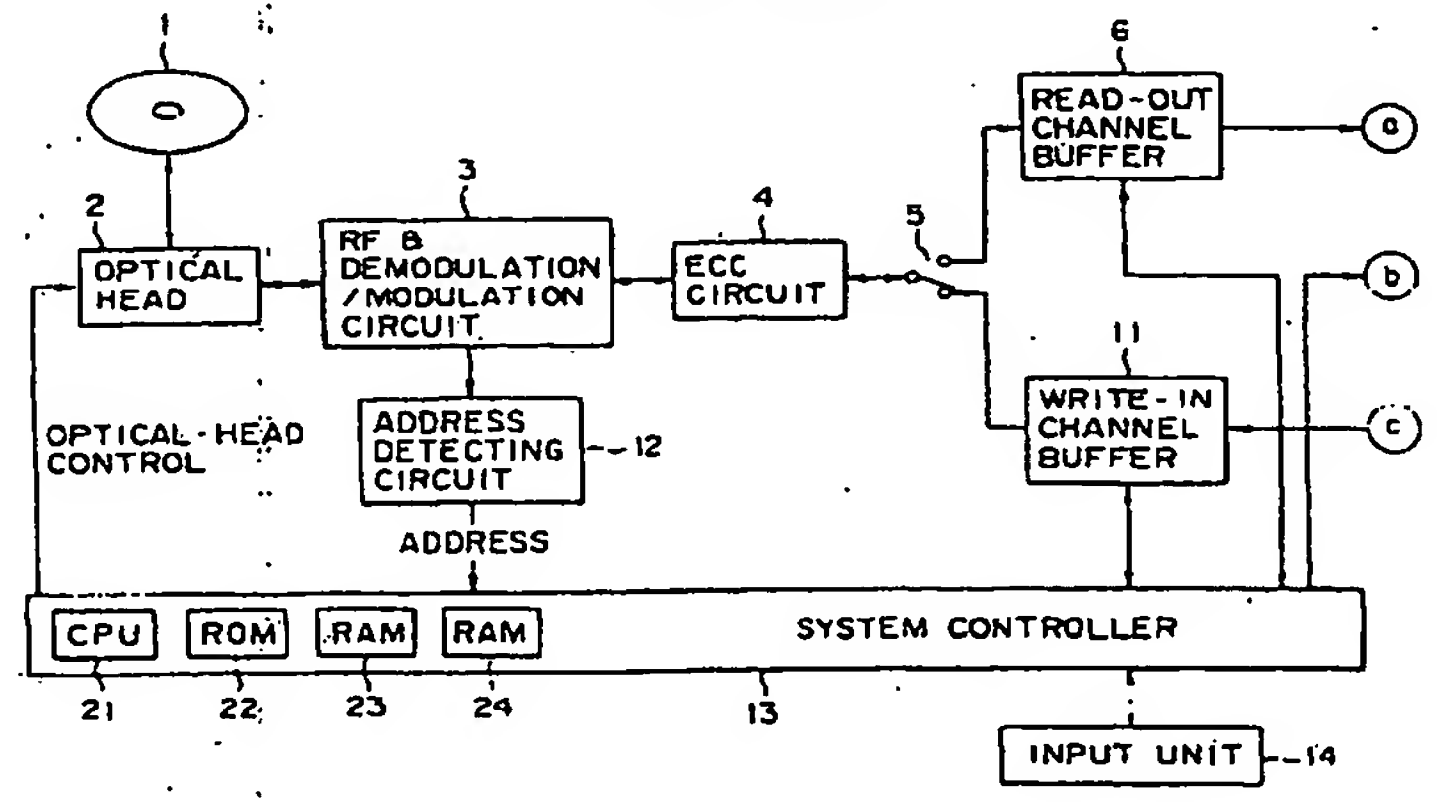 1
6
READ-OUT
CHANNEL
BUFFER
a
2
OPTICAL
HEAD
3
RF &
DEMODULATION
/MODULATION
CIRCUIT
4
ECC
CIRCUIT
5
b
11
WRITE-IN
CHANNEL
BUFFER
c
OPTICAL-HEAD
CONTROL
ADDRESS
DETECTING
CIRCUIT
12
ADDRESS
CPU
ROM
RAM
RAM
SYSTEM CONTROLLER
21
22
23
24
13
INPUT UNIT
14